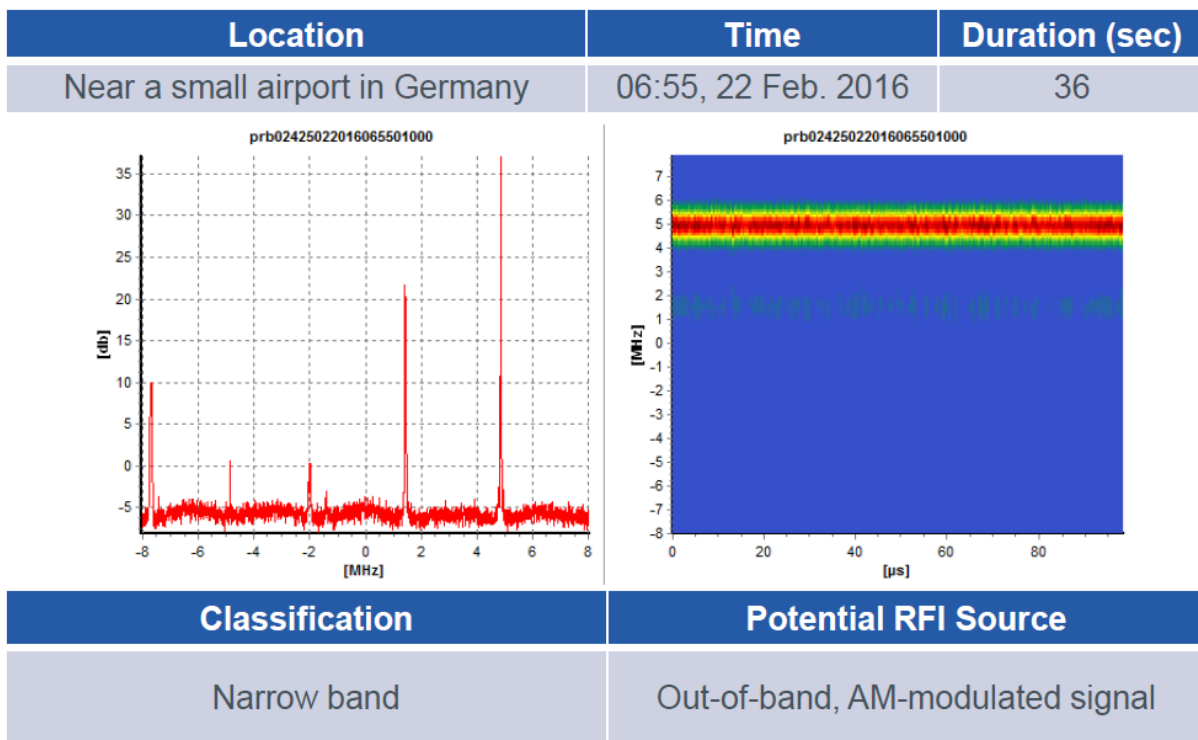 Location Time Duration (sec)
Near a small airport in Germany 06:55, 22 Feb. 2016 36
prb02425022016065501000
35
30
25
20
15
10
5
0
-5
[db]
-8 -6 -4 -2 0 2 4 6 8
[MHz]
prb02425022016065501000
7
6
5
4
3
2
1
0
-1
-2
-3
-4
-5
-6
-7
-8
[MHz]
0 20 40 60 80
[µs]
Classification Potential RFI Source
Narrow band Out-of-band, AM-modulated signal